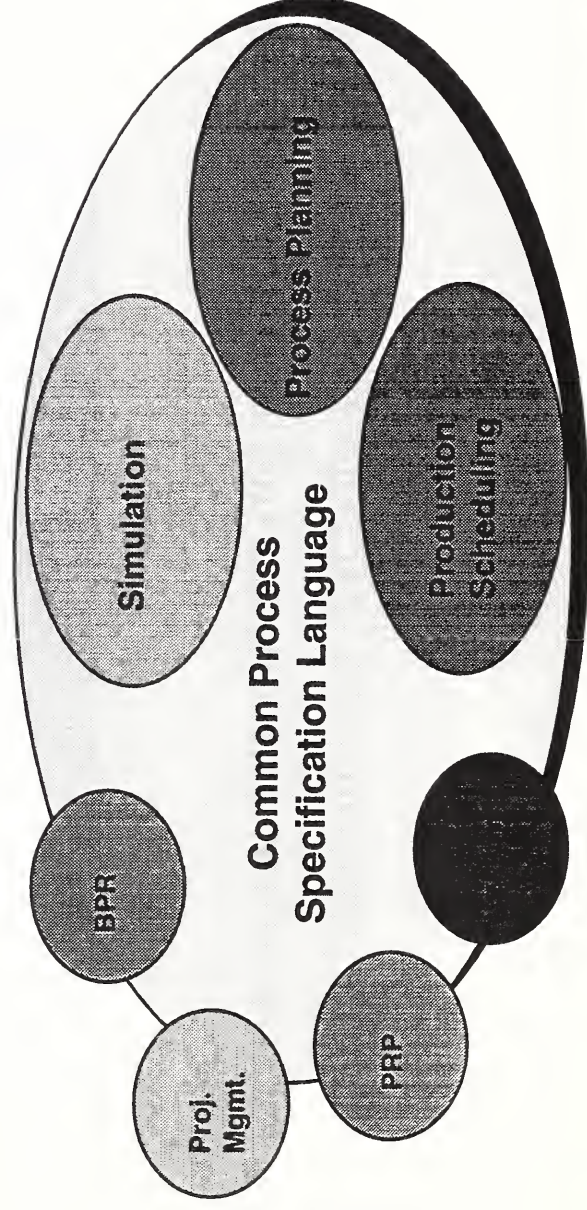 Proj.
Mgmt.
BPR
Simulation
Common Process
Specification Language
Process Planning
PRP
Production
Scheduling